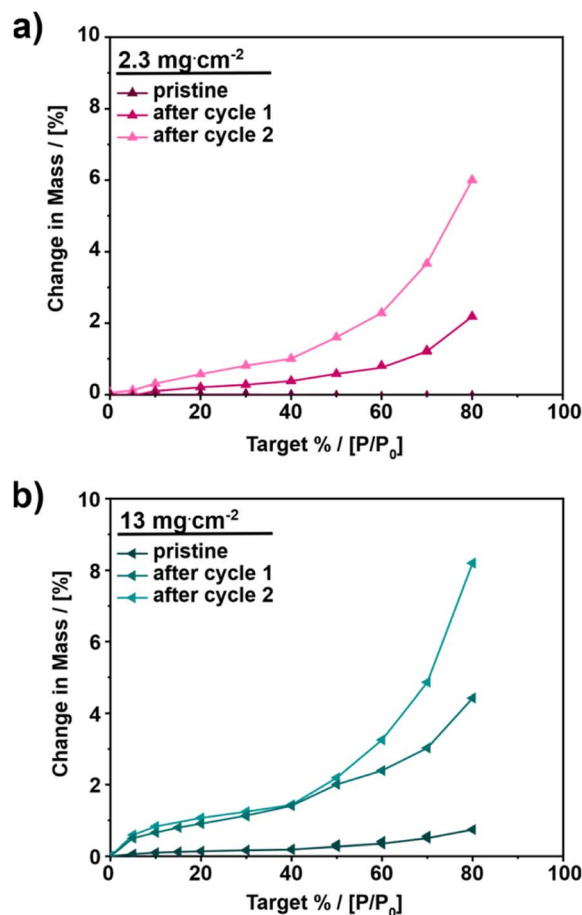 a)
10
8
6
4
2
0
Change in Mass / [%]
2.3 mg·cm⁻²
pristine
after cycle 1
after cycle 2
0 20 40 60 80 100
Target % / [P/P₀]
b)
10
8
6
4
2
0
Change in Mass / [%]
13 mg·cm⁻²
pristine
after cycle 1
after cycle 2
0 20 40 60 80 100
Target % / [P/P₀]